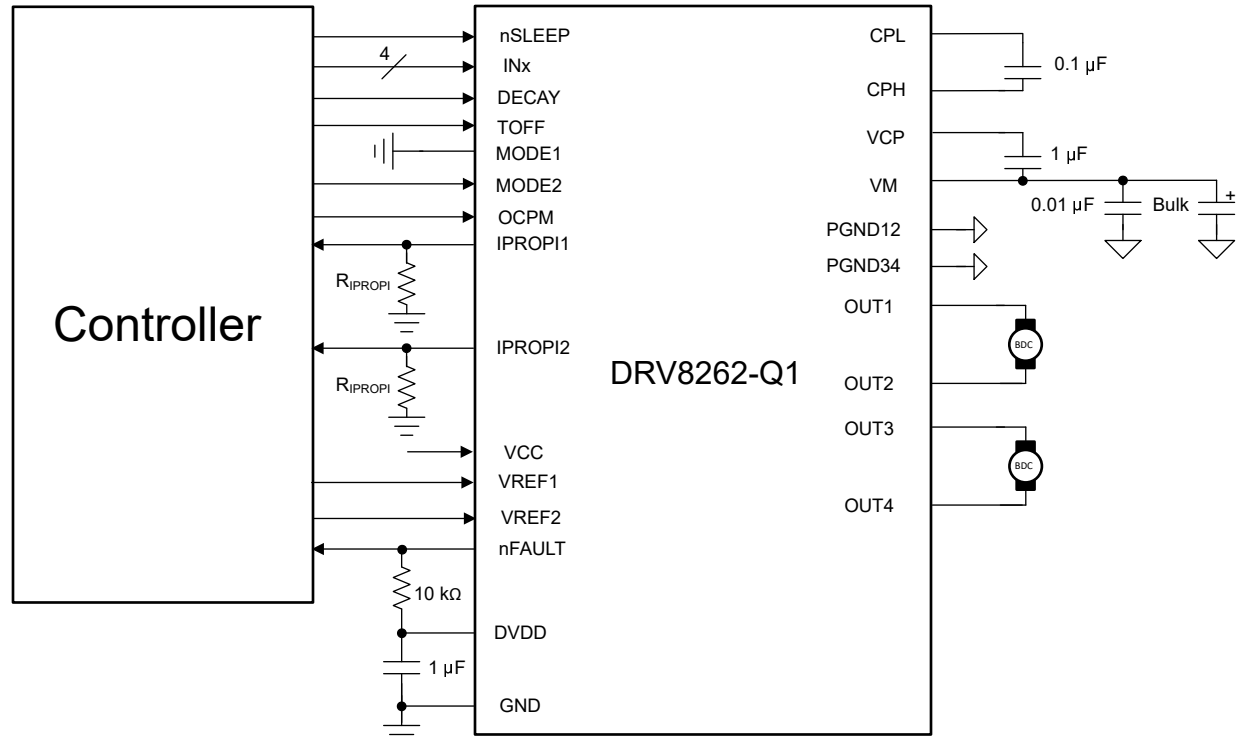 Controller
4
R_IPROPI
R_IPROPI
10 kΩ
1 µF
nSLEEP
INx
DECAY
TOFF
MODE1
MODE2
OCPM
IPROPI1
IPROPI2
VCC
VREF1
VREF2
nFAULT
DVDD
GND
DRV8262-Q1
CPL
CPH
VCP
VM
PGND12
PGND34
OUT1
OUT2
OUT3
OUT4
0.1 µF
1 µF
0.01 µF
Bulk
+
BDC
BDC